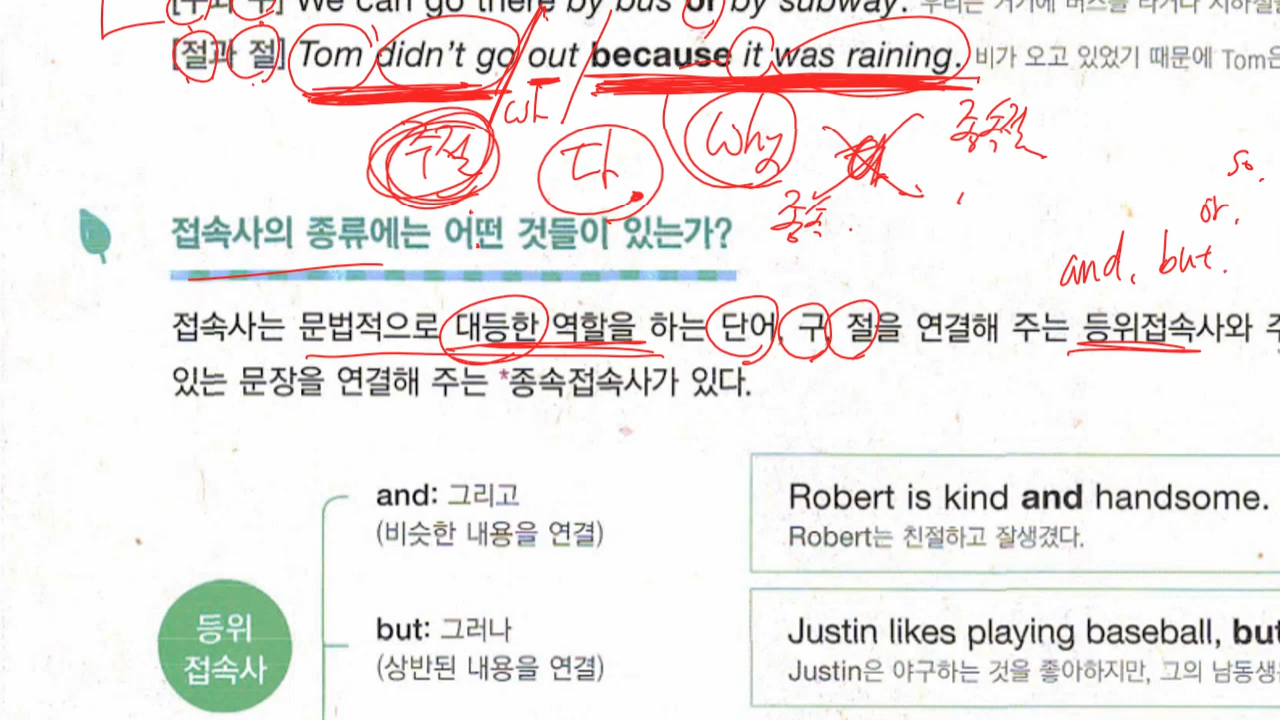 [구와 구] We can go there by bus or by subway. 우리는 거기에 버스를 타거나 지하철을
[절과 절] Tom didn't go out because it was raining. 비가 오고 있었기 때문에 Tom은
wh
주절
다.
why
종속절
종속.
so.
or.
and, but.
접속사의 종류에는 어떤 것들이 있는가?
접속사는 문법적으로 대등한 역할을 하는 단어, 구, 절을 연결해 주는 등위접속사와
있는 문장을 연결해 주는 *종속접속사가 있다.
and: 그리고
(비슷한 내용을 연결)
Robert is kind and handsome.
Robert는 친절하고 잘생겼다.
등위
접속사
but: 그러나
(상반된 내용을 연결)
Justin likes playing baseball, but
Justin은 야구하는 것을 좋아하지만, 그의 남동생은